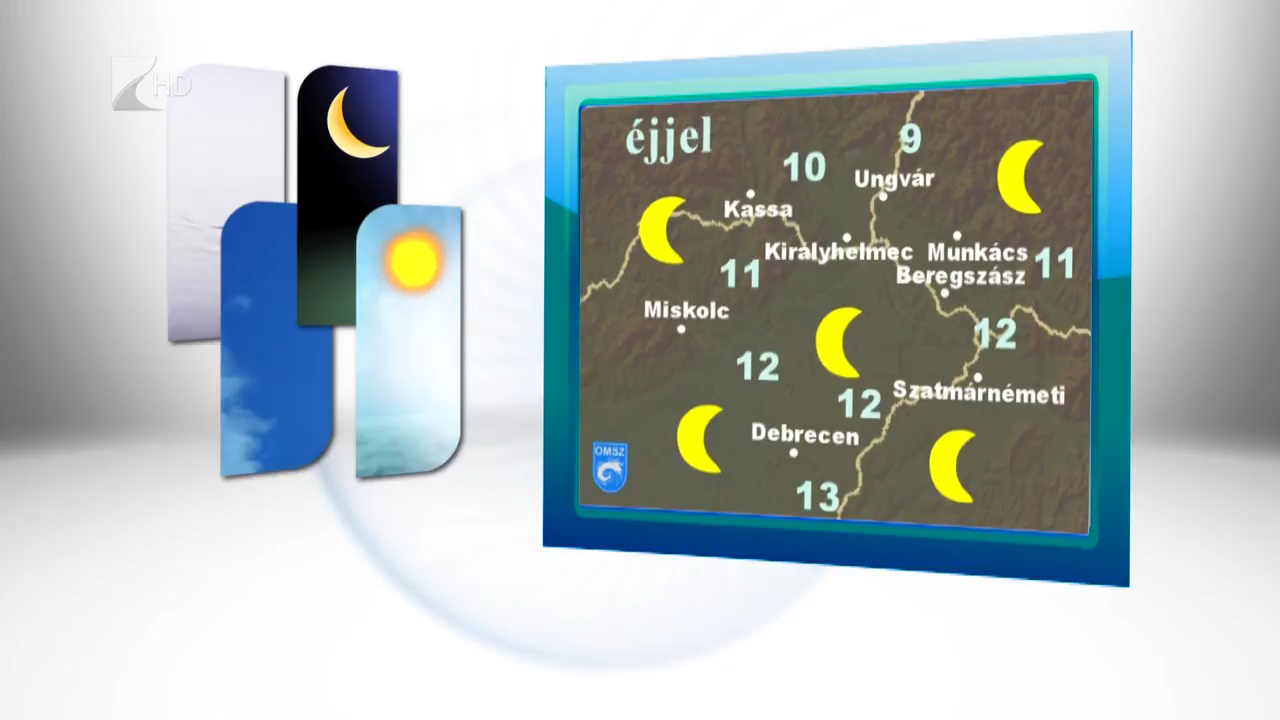 HD
éjjel
9
10
Ungvár
Kassa
Királyhelmec
Munkács
11
11
Beregszász
Miskolc
12
12
12
Szatmárnémeti
Debrecen
OMSZ
13